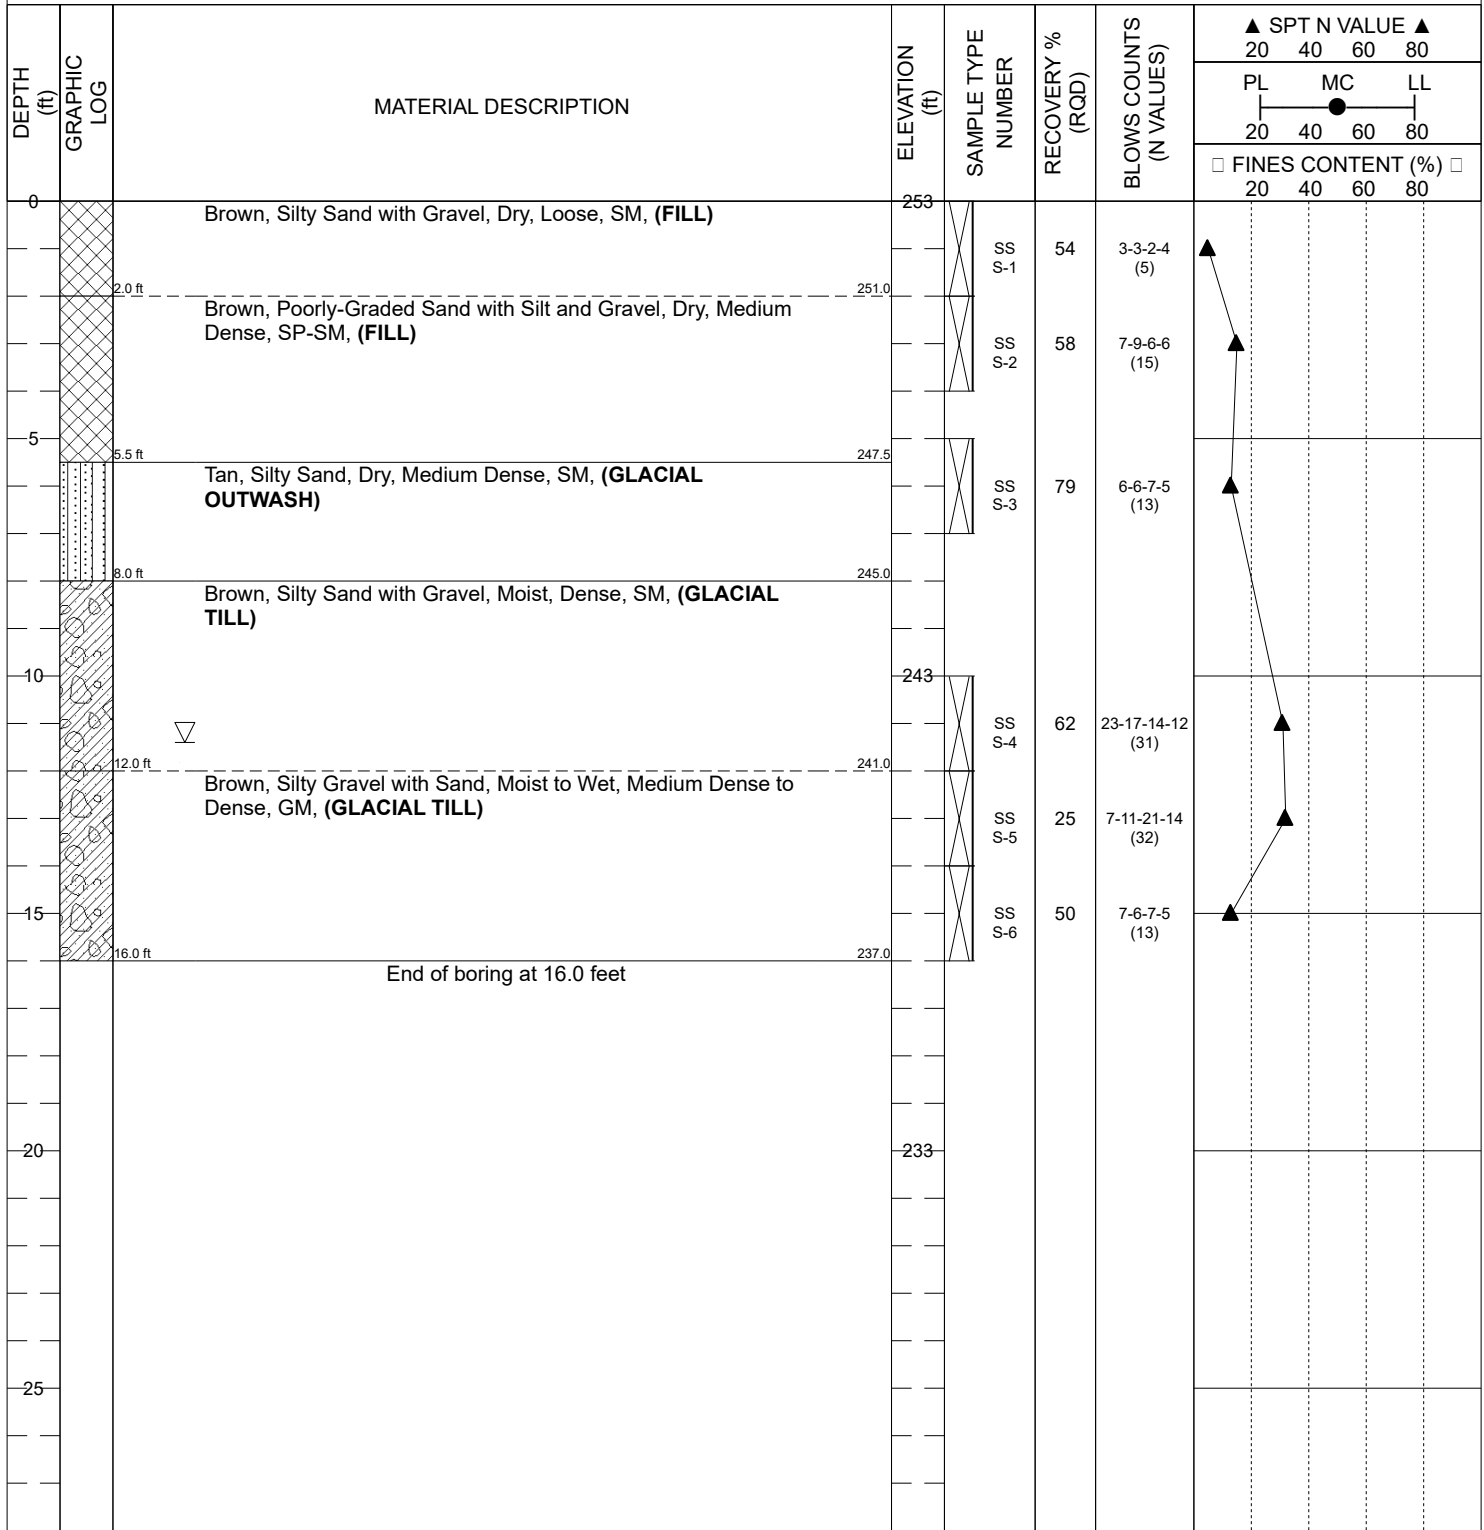 DEPTH
(ft)
GRAPHIC
LOG
MATERIAL DESCRIPTION
ELEVATION
(ft)
SAMPLE TYPE
NUMBER
RECOVERY %
(RQD)
BLOWS COUNTS
(N VALUES)
▲ SPT N VALUE ▲
20 40 60 80
PL MC LL
20 40 60 80
□ FINES CONTENT (%) □
20 40 60 80
0
Brown, Silty Sand with Gravel, Dry, Loose, SM, (FILL)
253
SS
S-1
54
3-3-2-4
(5)
2.0 ft
251.0
Brown, Poorly-Graded Sand with Silt and Gravel, Dry, Medium
Dense, SP-SM, (FILL)
SS
S-2
58
7-9-6-6
(15)
5
5.5 ft
247.5
Tan, Silty Sand, Dry, Medium Dense, SM, (GLACIAL
OUTWASH)
SS
S-3
79
6-6-7-5
(13)
8.0 ft
245.0
Brown, Silty Sand with Gravel, Moist, Dense, SM, (GLACIAL
TILL)
10
243
SS
S-4
62
23-17-14-12
(31)
12.0 ft
241.0
Brown, Silty Gravel with Sand, Moist to Wet, Medium Dense to
Dense, GM, (GLACIAL TILL)
SS
S-5
25
7-11-21-14
(32)
15
SS
S-6
50
7-6-7-5
(13)
16.0 ft
237.0
End of boring at 16.0 feet
20
233
25